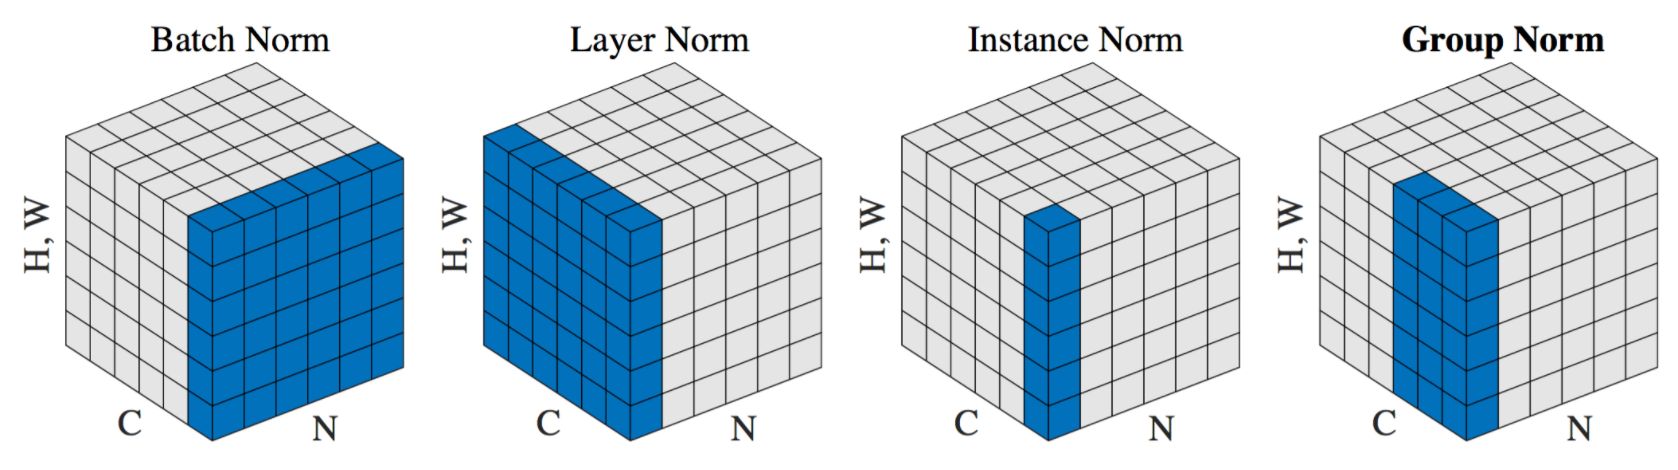 Batch Norm
Layer Norm
Instance Norm
Group Norm
H, W
C
N
H, W
C
N
H, W
C
N
H, W
C
N